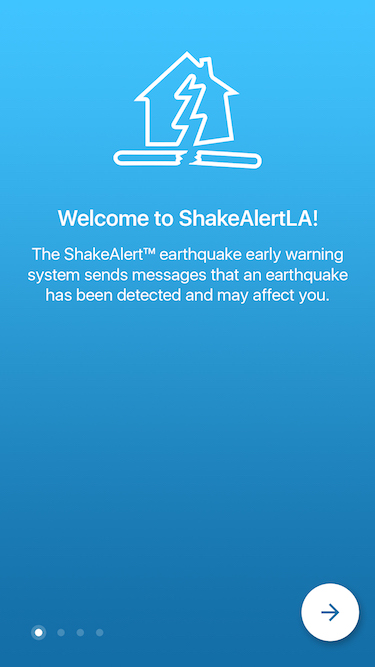 Welcome to ShakeAlertLA!
The ShakeAlert™ earthquake early warning
system sends messages that an earthquake
has been detected and may affect you.